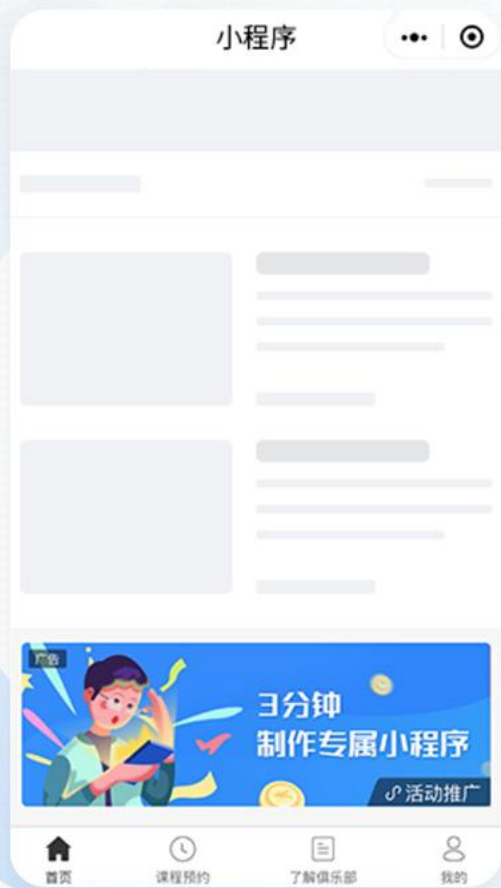 小程序
广告
3分钟
制作专属小程序
活动推广
首页
课程预约
了解俱乐部
我的